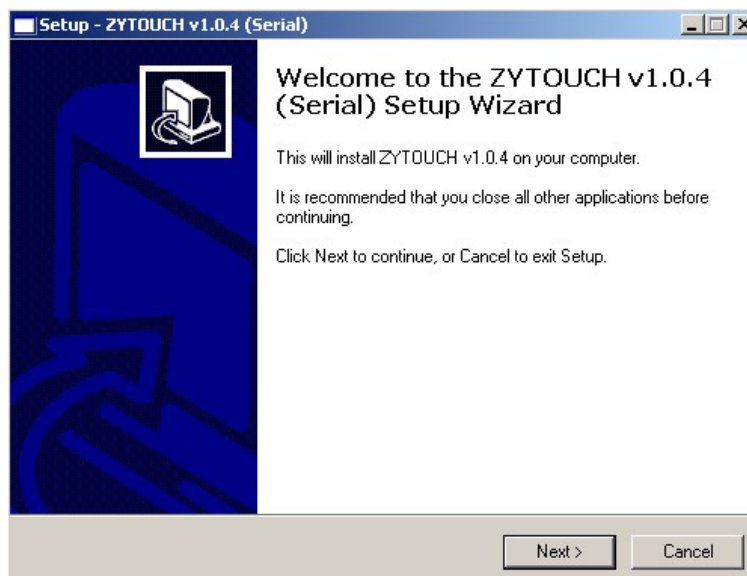 Setup - ZYTOUCH v1.0.4 (Serial)
Welcome to the ZYTOUCH v1.0.4
(Serial) Setup Wizard
This will install ZYTOUCH v1.0.4 on your computer.
It is recommended that you close all other applications before
continuing.
Click Next to continue, or Cancel to exit Setup.
Next >
Cancel